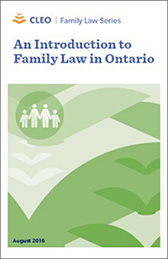 CLEO | Family Law Series
An Introduction to
Family Law in Ontario
August 2016